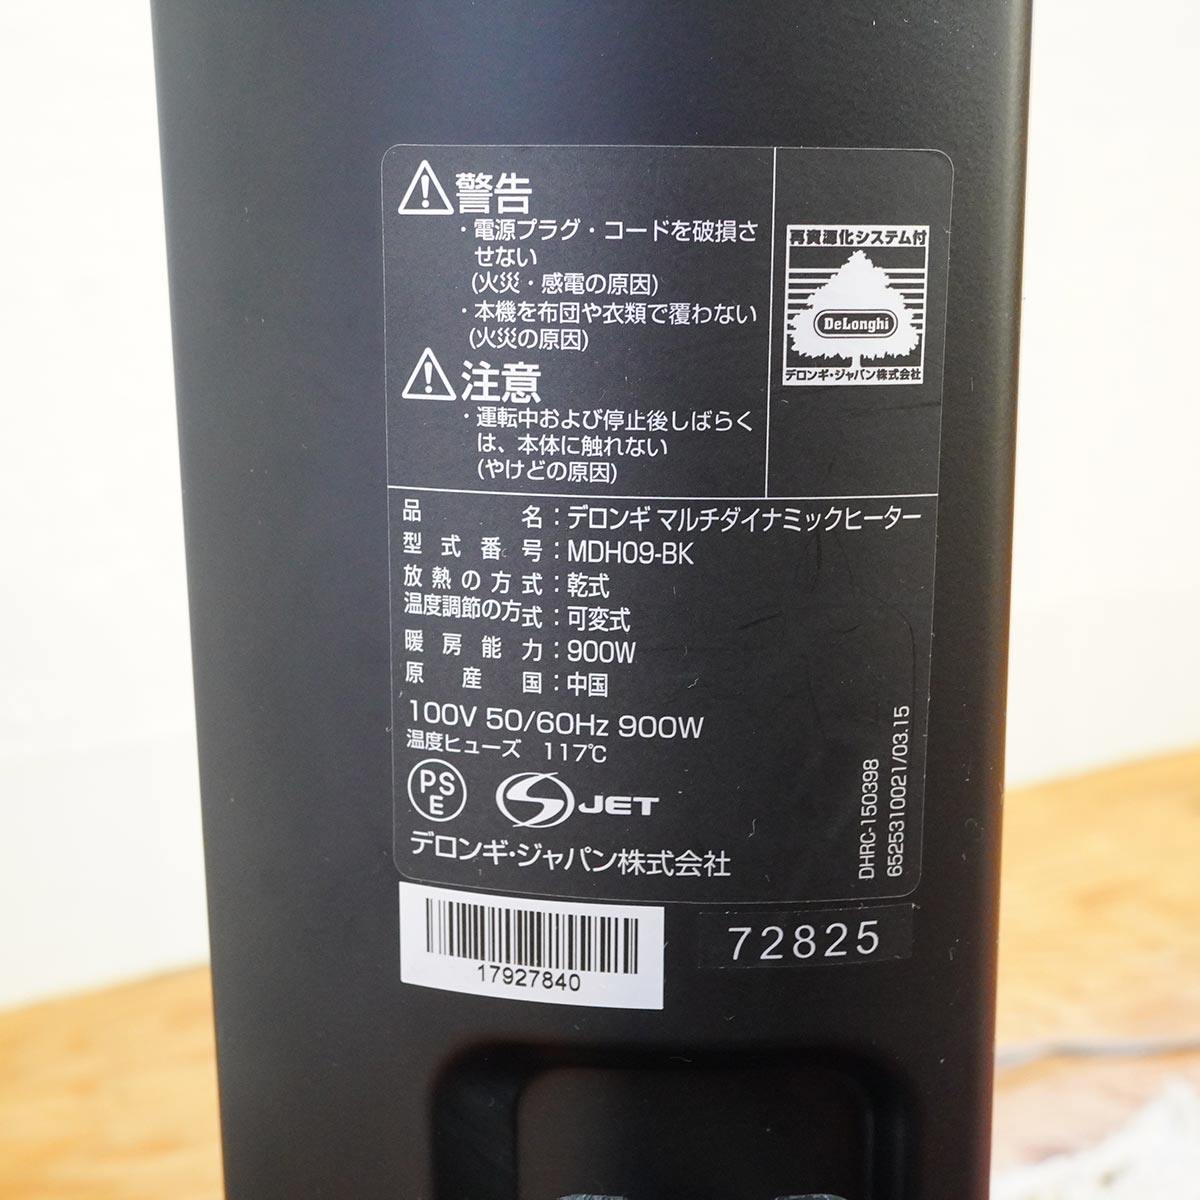 警告
・電源プラグ・コードを破損さ
せない
(火災・感電の原因)
・本機を布団や衣類で覆わない
(火災の原因)
注意
・運転中および停止後しばらく
は、本体に触れない
(やけどの原因)
再資源化システム付
DeLonghi
デロンギ・ジャパン株式会社
品名：デロンギ マルチダイナミックヒーター
型式番号：MDH09-BK
放熱の方式：乾式
温度調節の方式：可変式
暖房能力：900W
原産国：中国
100V 50/60Hz 900W
温度ヒューズ 117℃
PSE
S JET
デロンギ・ジャパン株式会社
DHRC-150398
6525310021/03.15
17927840
72825